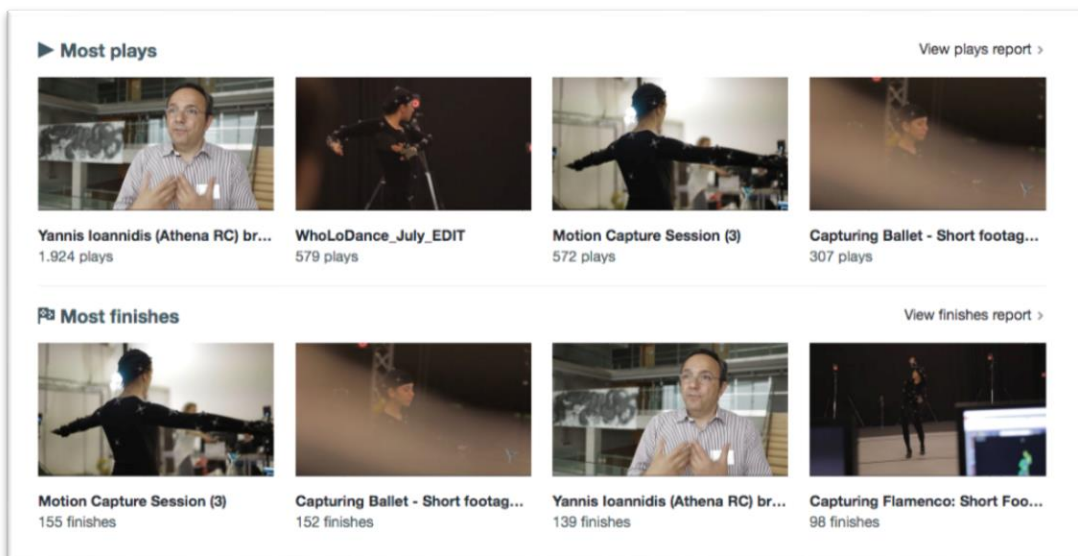 Most plays
View plays report >
Yannis Ioannidis (Athena RC) br...
WhoLoDance_July_EDIT
Motion Capture Session (3)
Capturing Ballet - Short footag...
1.924 plays
579 plays
572 plays
307 plays
Most finishes
View finishes report >
Motion Capture Session (3)
Capturing Ballet - Short footag...
Yannis Ioannidis (Athena RC) br...
Capturing Flamenco: Short Foo...
155 finishes
152 finishes
139 finishes
98 finishes